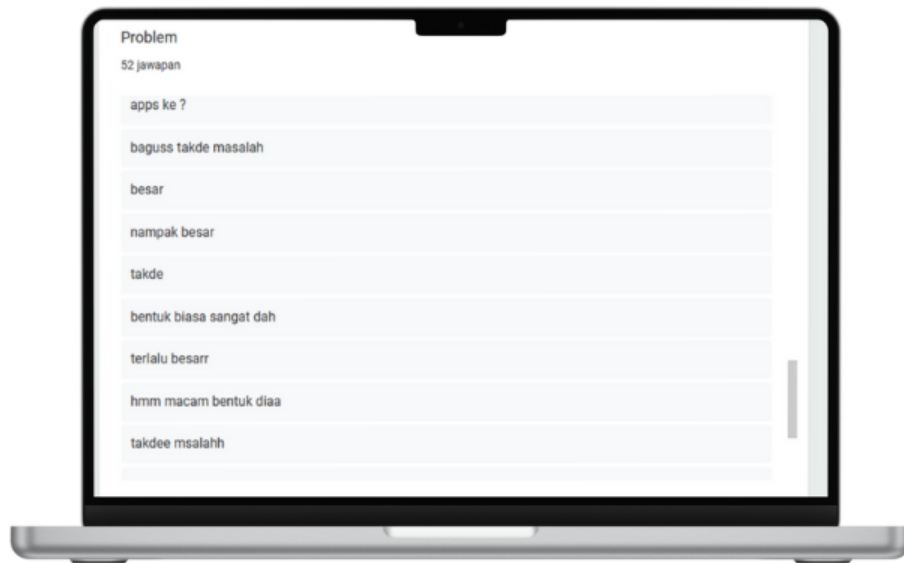 Problem
52 jawapan
apps ke ?
baguss takde masalah
besar
nampak besar
takde
bentuk biasa sangat dah
terlalu besarr
hmm macam bentuk diaa
takdee msalahh